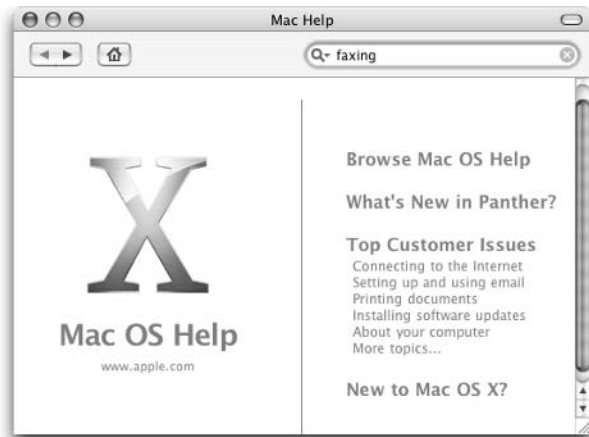 Mac Help
faxing
X
Mac OS Help
www.apple.com
Browse Mac OS Help
What's New in Panther?
Top Customer Issues
Connecting to the Internet
Setting up and using email
Printing documents
Installing software updates
About your computer
More topics...
New to Mac OS X?